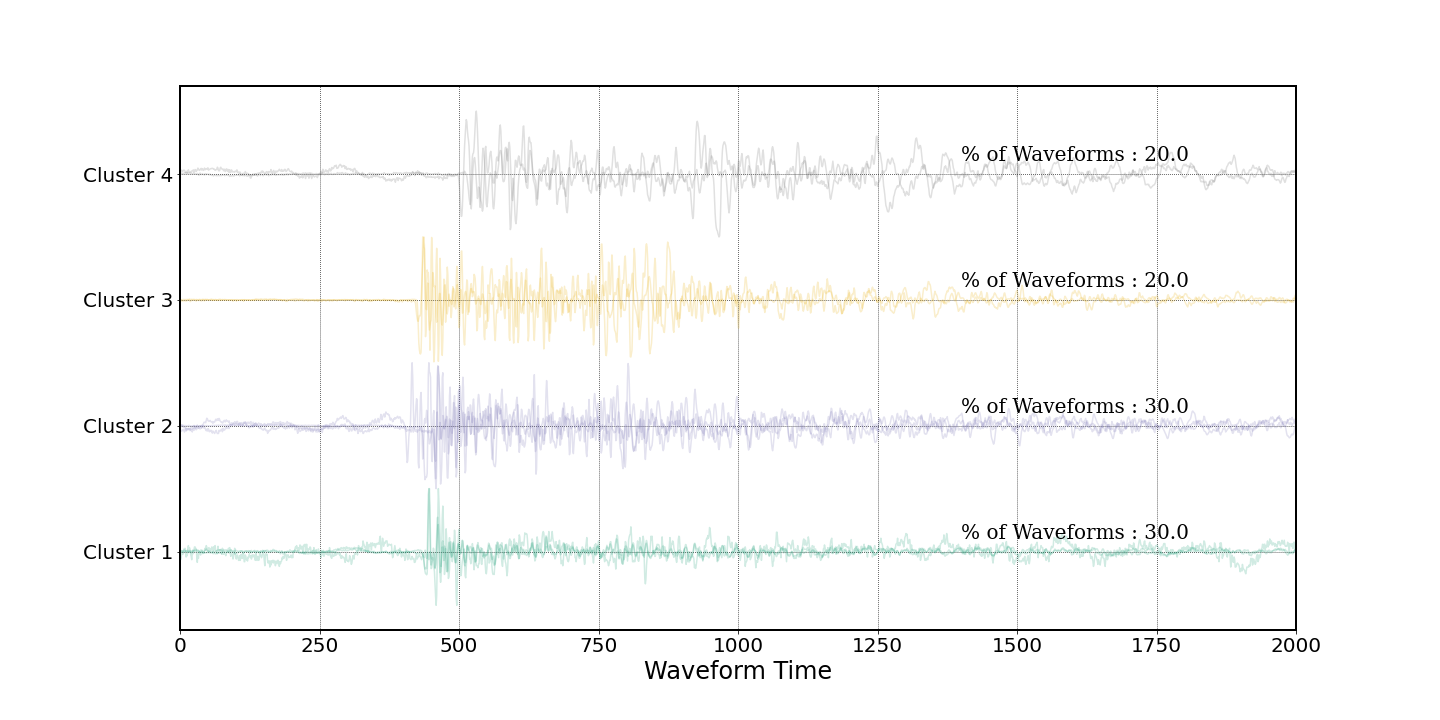 Cluster 4
% of Waveforms : 20.0
Cluster 3
% of Waveforms : 20.0
Cluster 2
% of Waveforms : 30.0
Cluster 1
% of Waveforms : 30.0
0 250 500 750 1000 1250 1500 1750 2000
Waveform Time